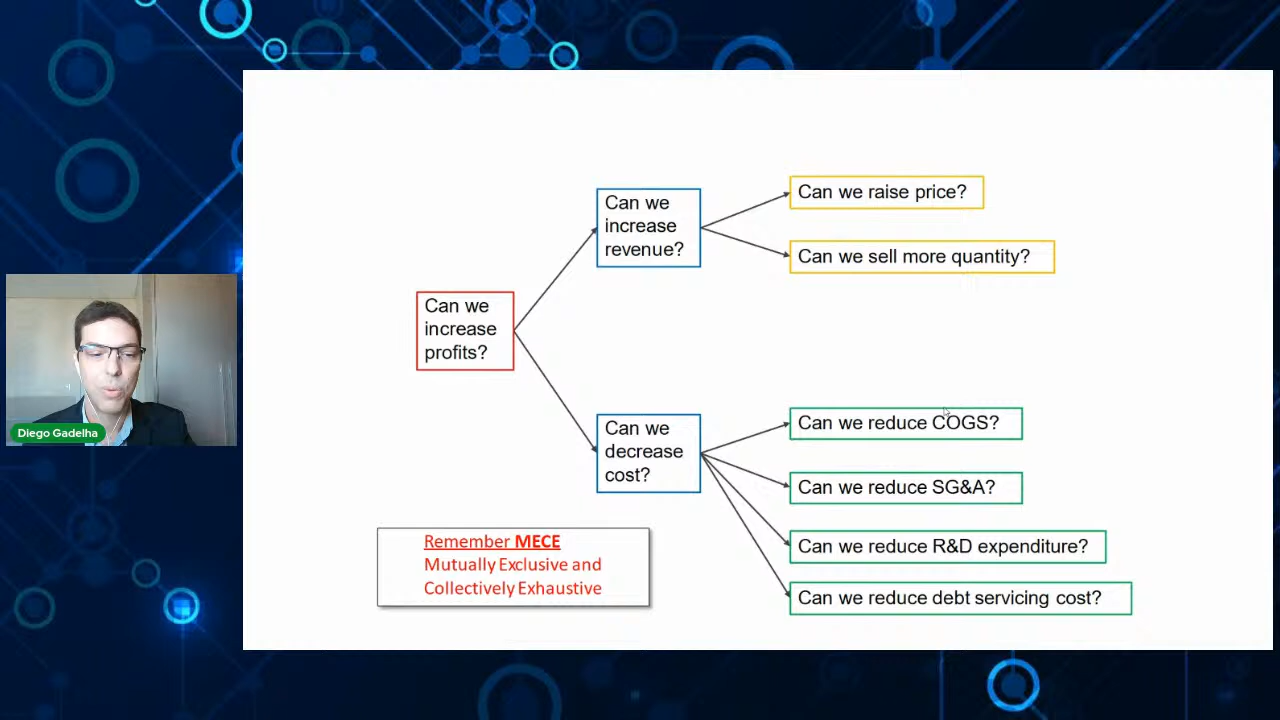 Can we raise price?
Can we
increase
revenue?
Can we sell more quantity?
Can we
increase
profits?
Can we reduce COGS?
Can we
decrease
cost?
Can we reduce SG&A?
Can we reduce R&D expenditure?
Can we reduce debt servicing cost?
Remember MECE
Mutually Exclusive and
Collectively Exhaustive
Diego Gadelha